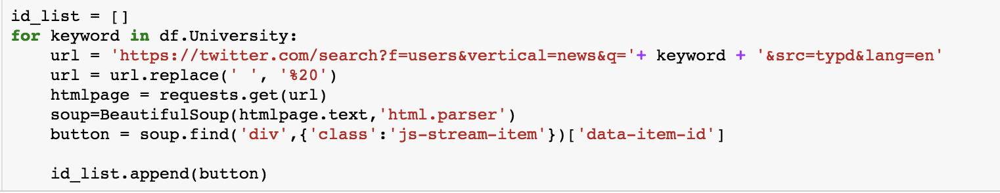 id_list = []
for keyword in df.University:
    url = 'https://twitter.com/search?f=users&vertical=news&q='+ keyword + '&src=typd&lang=en'
    url = url.replace(' ', '%20')
    htmlpage = requests.get(url)
    soup=BeautifulSoup(htmlpage.text,'html.parser')
    button = soup.find('div',{'class':'js-stream-item'})['data-item-id']
    id_list.append(button)